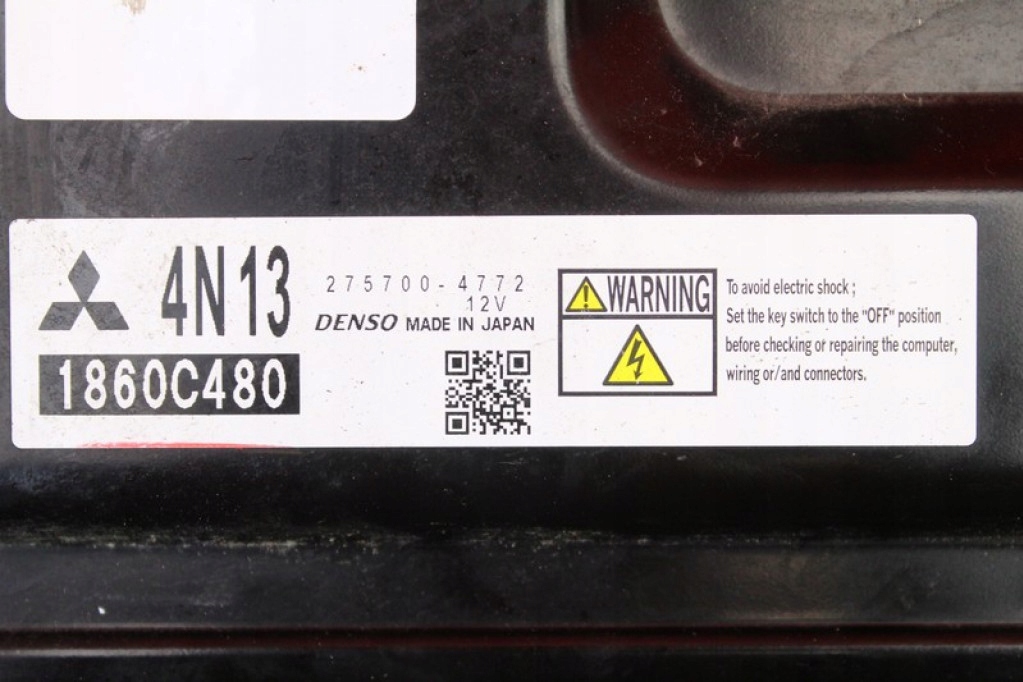 4N13
275700-4772
12V
DENSO MADE IN JAPAN
1860C480
WARNING
To avoid electric shock ;
Set the key switch to the "OFF" position
before checking or repairing the computer,
wiring or/and connectors.